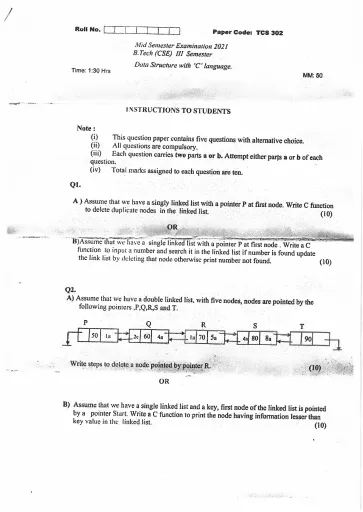 Roll No.
Paper Code: TCS 302
Mid Semester Examination 2021
B.Tech (CSE) III Semester
Data Structure with 'C' language.
Time: 1:30 Hrs
MM: 50
INSTRUCTIONS TO STUDENTS
Note :
(i) This question paper contains five questions with alternative choice.
(ii) All questions are compulsory.
(iii) Each question carries two parts a or b. Attempt either parts a or b of each
question.
(iv) Total marks assigned to each question are ten.
Q1.
A ) Assume that we have a singly linked list with a pointer P at first node. Write C function
to delete duplicate nodes in the linked list. (10)
OR
B)Assume that we have a single linked list with a pointer P at first node . Write a C
function to input a number and search it in the linked list if number is found update
the link list by deleting that node otherwise print number not found. (10)
Q2.
A) Assume that we have a double linked list, with five nodes, nodes are pointed by the
following pointers ,P,Q,R,S and T.
P Q R S T
50 1a 2c 60 4a 1a 70 5a 4a 80 8a 90
Write steps to delete a node pointed by pointer R. (10)
OR
B) Assume that we have a single linked list and a key, first node of the linked list is pointed
by a pointer Start. Write a C function to print the node having information lesser than
key value in the linked list. (10)